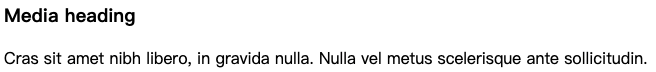 Media heading
Cras sit amet nibh libero, in gravida nulla. Nulla vel metus scelerisque ante sollicitudin.